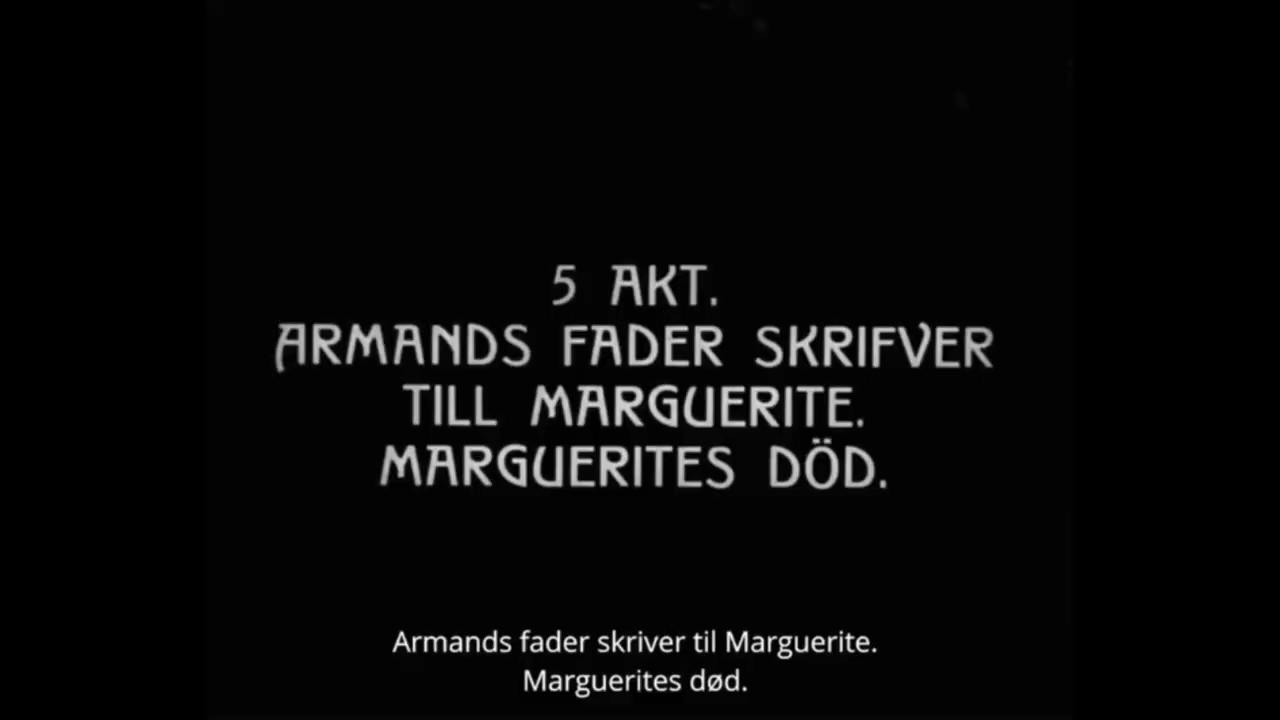 5 AKT.
ARMANDS FADER SKRIFVER
TILL MARGUERITE.
MARGUERITES DÖD.
Armands fader skriver til Marguerite.
Marguerites død.